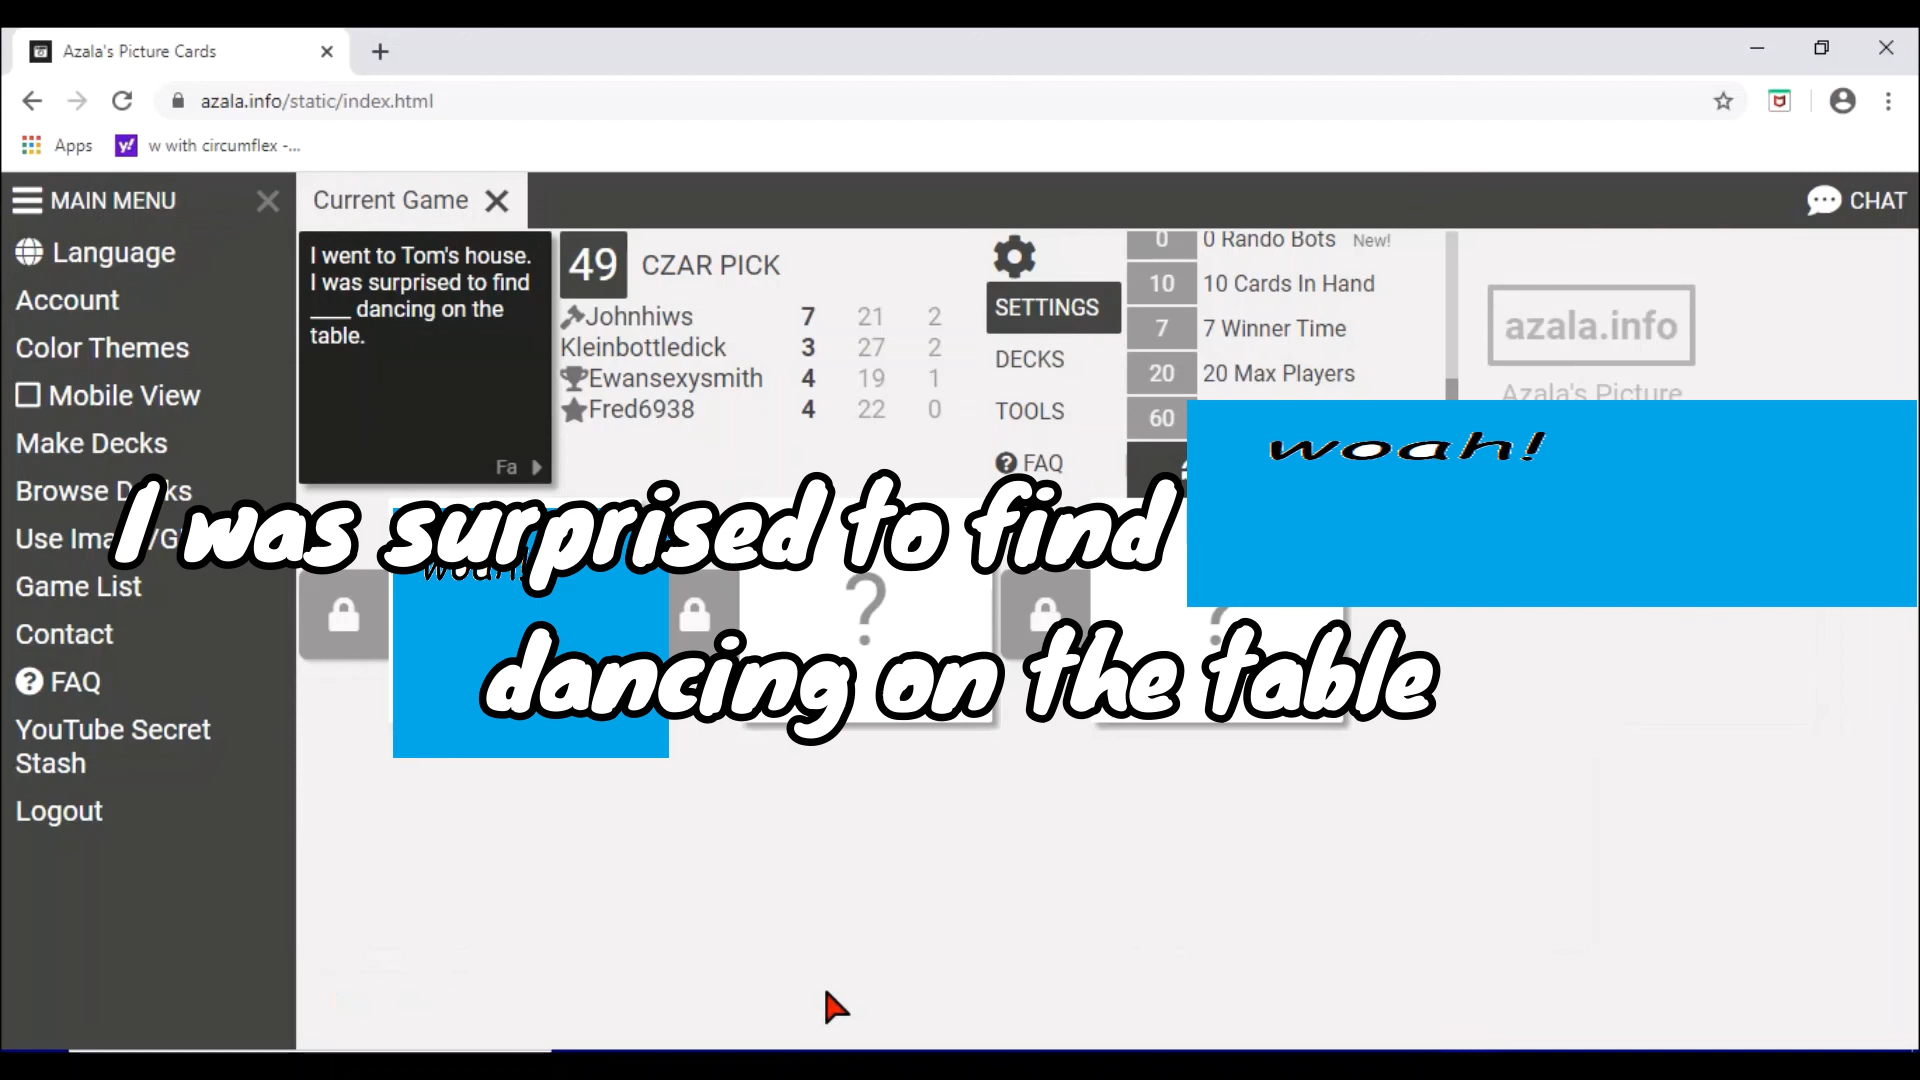 Azala's Picture Cards
azala.info/static/index.html
Apps
w with circumflex -...
MAIN MENU
Current Game
CHAT
Language
Account
Color Themes
Mobile View
Make Decks
Browse Decks
Use Ima /G
Game List
Contact
FAQ
YouTube Secret
Stash
Logout
I went to Tom's house.
I was surprised to find
____ dancing on the
table.
Fa
49 CZAR PICK
Johnhiws 7 21 2
Kleinbottledick 3 27 2
Ewansexysmith 4 19 1
Fred6938 4 22 0
SETTINGS
DECKS
TOOLS
FAQ
0 0 Rando Bots New!
10 10 Cards In Hand
7 7 Winner Time
20 20 Max Players
60
azala.info
Azala's Picture
woah!
I was surprised to find
woah!
? ?
dancing on the table